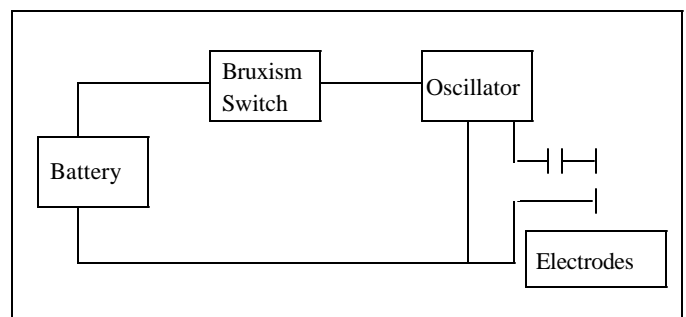 Bruxism
Switch
Oscillator
Battery
Electrodes